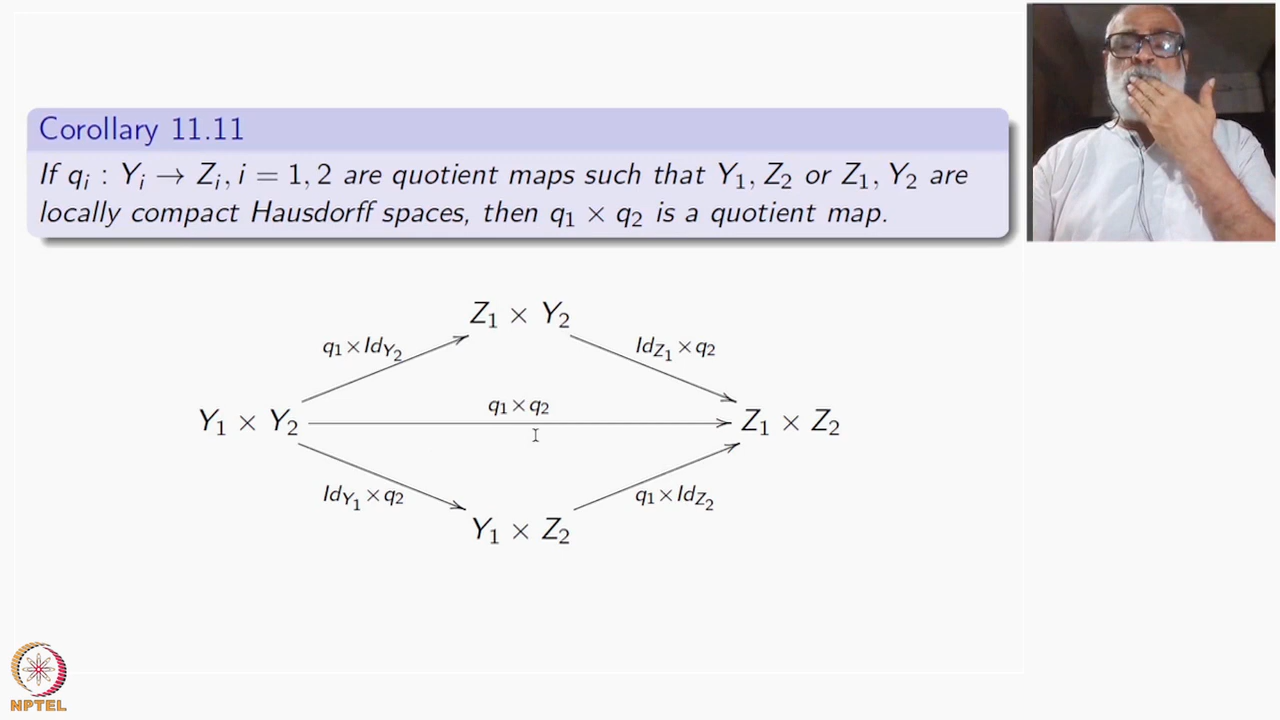 Corollary 11.11
If qᵢ : Yᵢ → Zᵢ, i = 1, 2 are quotient maps such that Y₁, Z₂ or Z₁, Y₂ are
locally compact Hausdorff spaces, then q₁ × q₂ is a quotient map.
Z₁ × Y₂
q₁ × Id_{Y₂}
Id_{Z₁} × q₂
q₁ × q₂
Y₁ × Y₂
Z₁ × Z₂
Id_{Y₁} × q₂
q₁ × Id_{Z₂}
Y₁ × Z₂
NPTEL